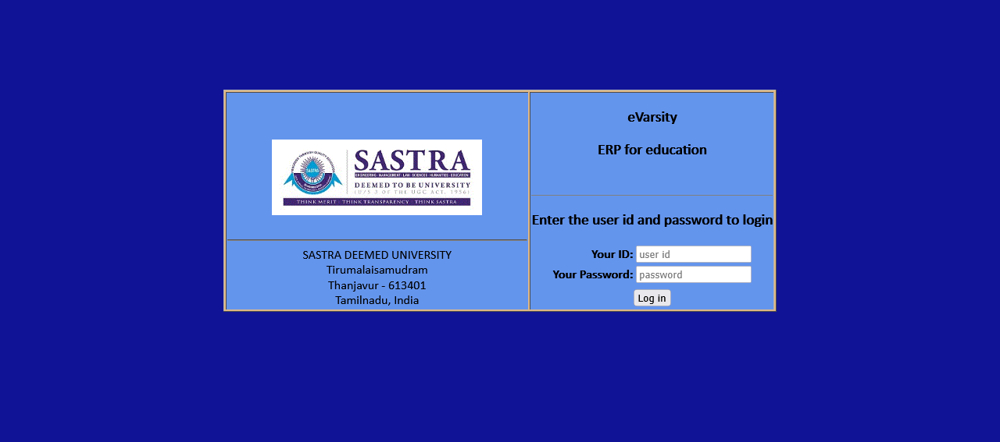 SASTRA
ENGINEERING · MANAGEMENT · LAW · SCIENCES · HUMANITIES · EDUCATION
DEEMED TO BE UNIVERSITY
(U/S 3 OF THE UGC ACT, 1956)
THINK MERIT · THINK TRANSPARENCY · THINK SASTRA
SASTRA
SASTRA DEEMED UNIVERSITY
Tirumalaisamudram
Thanjavur - 613401
Tamilnadu, India
eVarsity
ERP for education
Enter the user id and password to login
Your ID: user id
Your Password: password
Log in